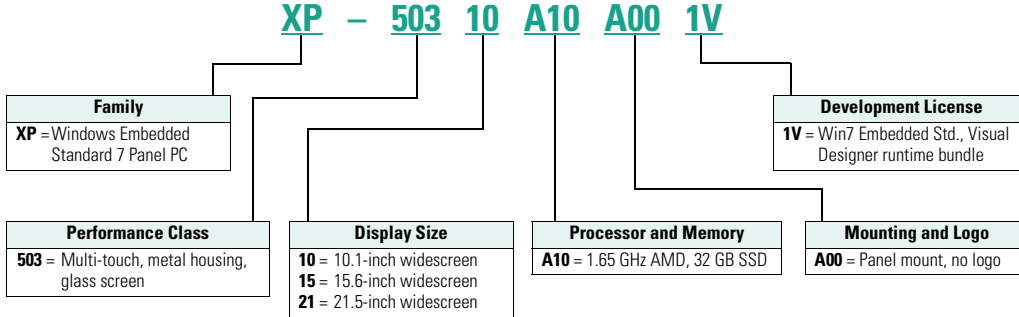 XP – 503 10 A10 A00 1V
Family
XP = Windows Embedded
Standard 7 Panel PC
Development License
1V = Win7 Embedded Std., Visual
Designer runtime bundle
Performance Class
503 = Multi-touch, metal housing,
glass screen
Display Size
10 = 10.1-inch widescreen
15 = 15.6-inch widescreen
21 = 21.5-inch widescreen
Processor and Memory
A10 = 1.65 GHz AMD, 32 GB SSD
Mounting and Logo
A00 = Panel mount, no logo